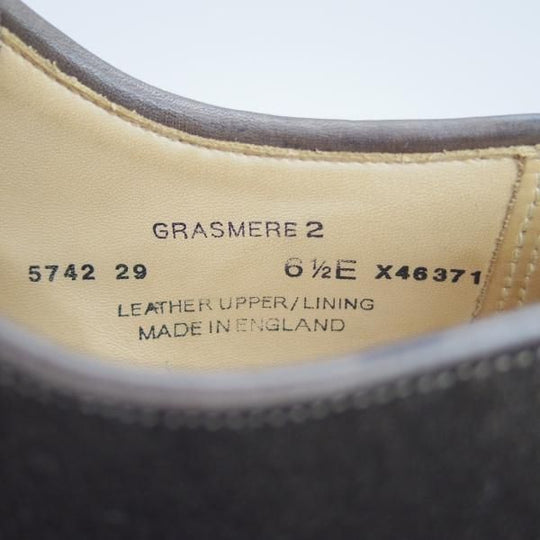 GRASMERE 2
5742 29 6½E X46371
LEATHER UPPER/LINING
MADE IN ENGLAND